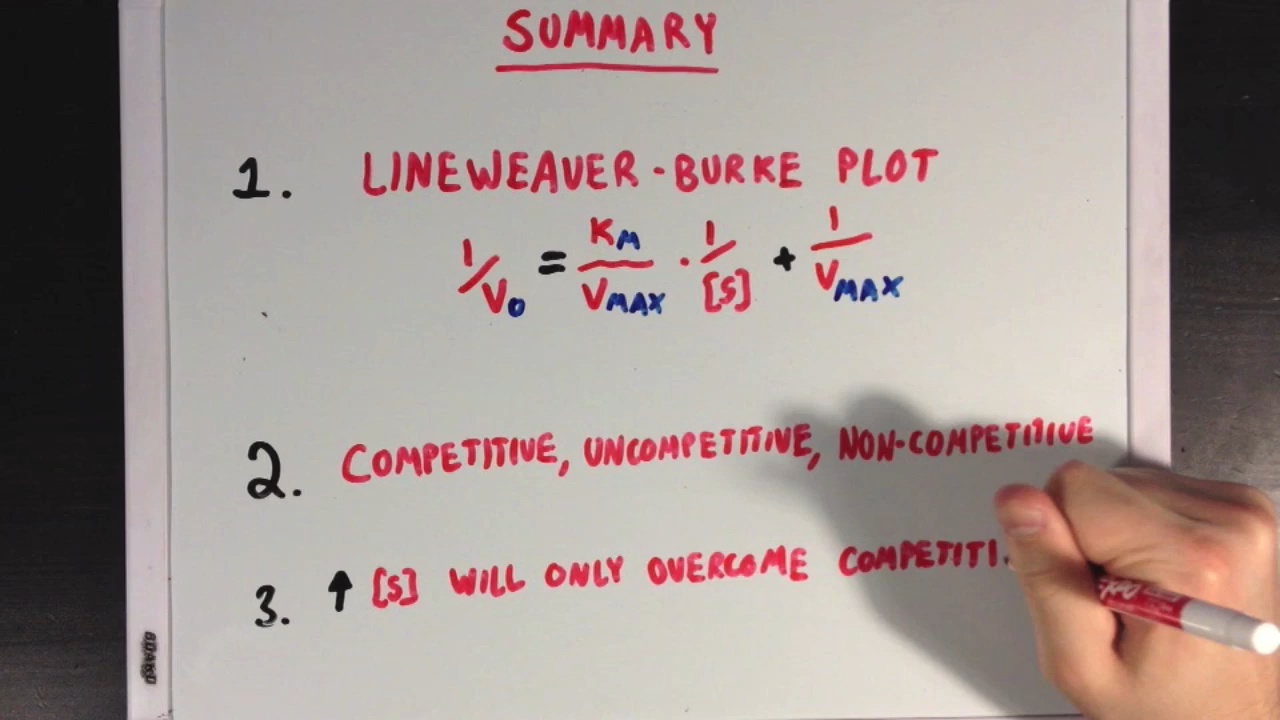 SUMMARY
1. LINEWEAVER-BURKE PLOT
1/V0 = KM/VMAX · 1/[S] + 1/VMAX
2. COMPETITIVE, UNCOMPETITIVE, NON-COMPETITIVE
3. ↑ [S] WILL ONLY OVERCOME COMPETITI